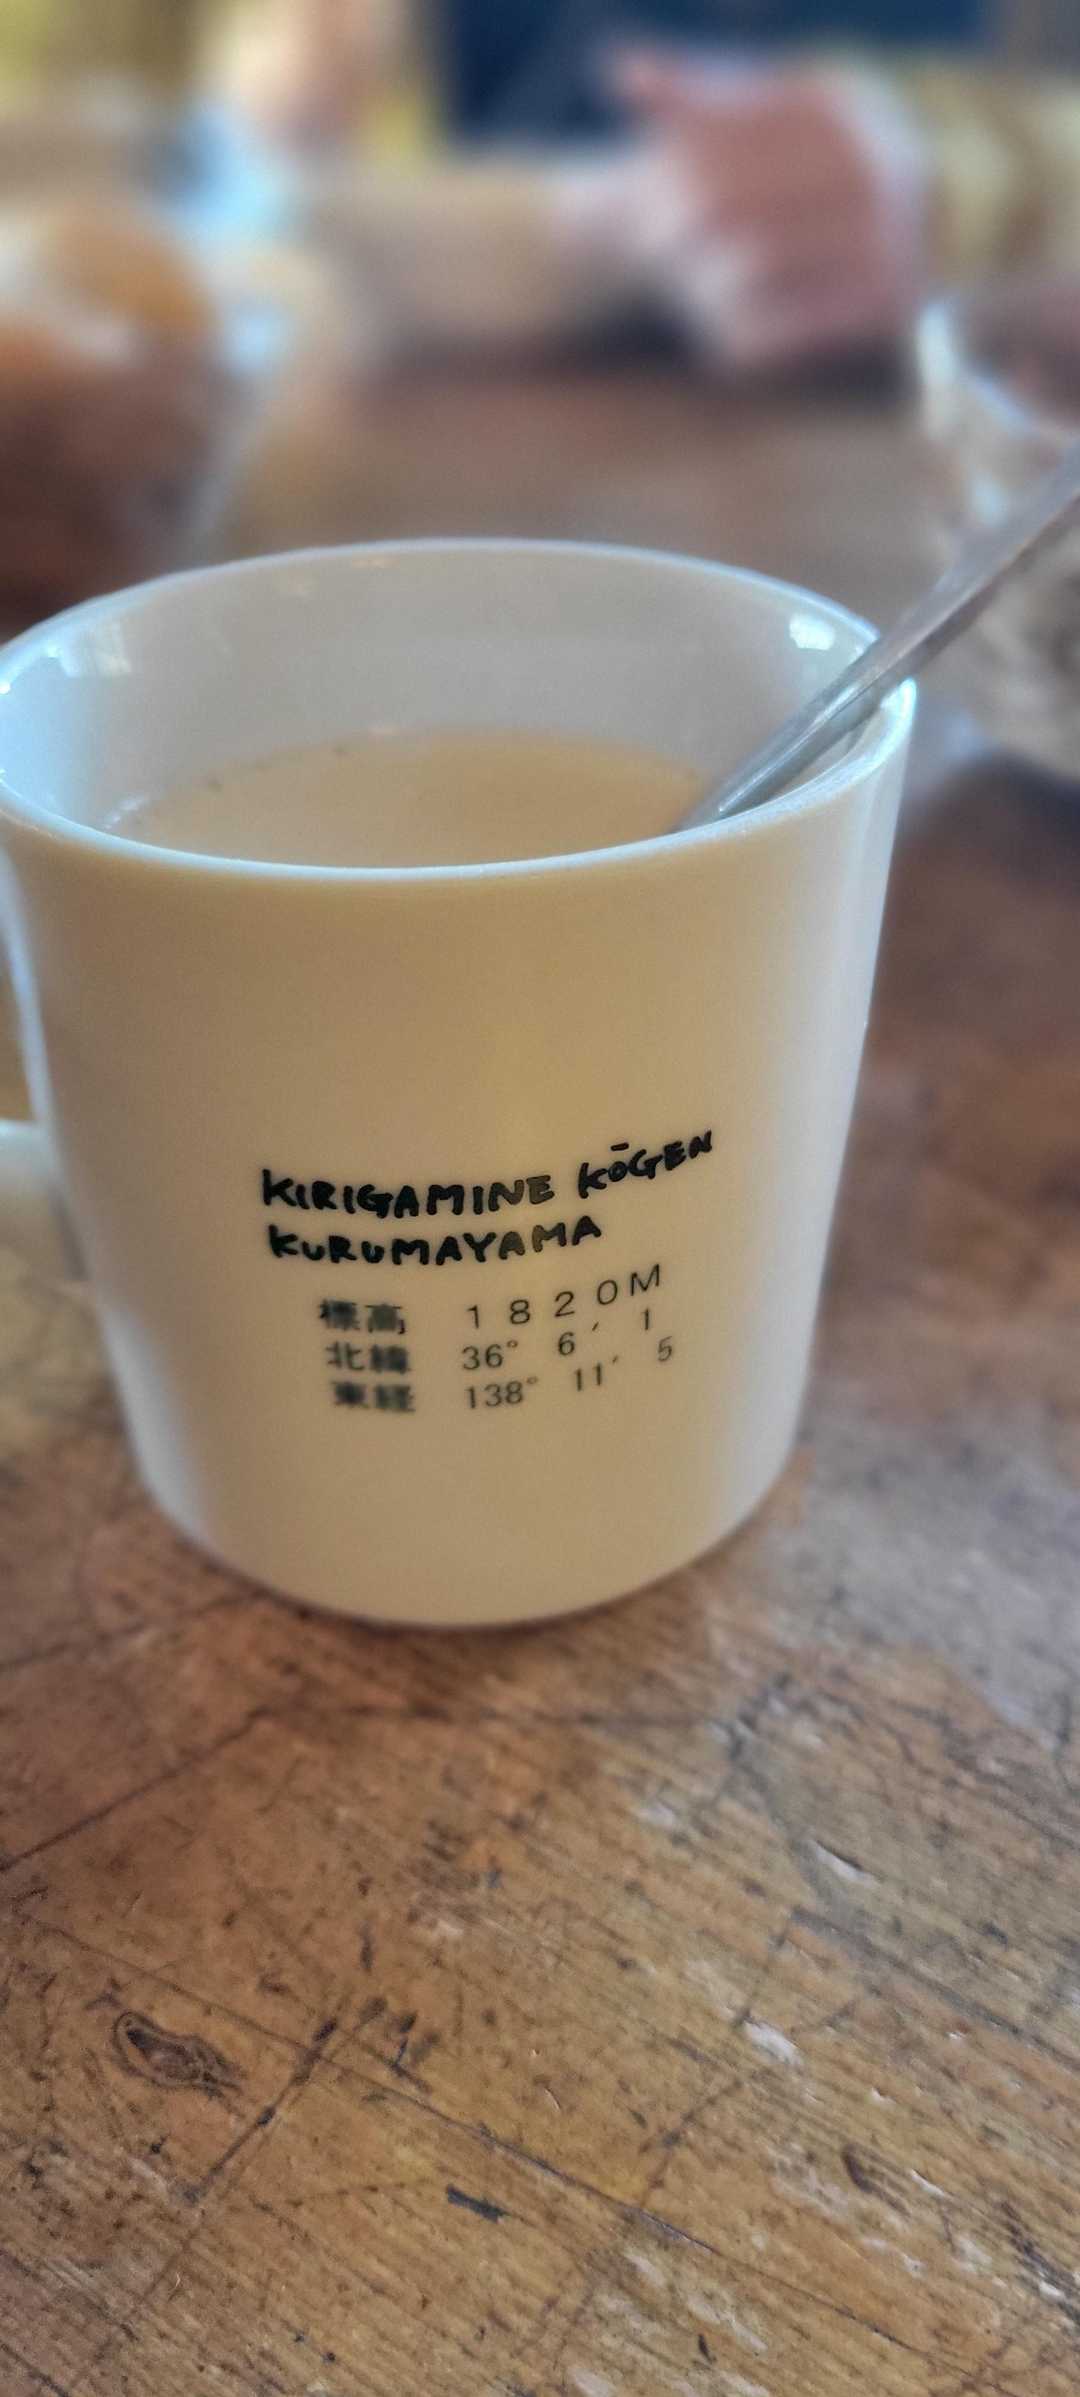 KIRIGAMINE KŌGEN
KURUMAYAMA
標高 1820M
北緯 36° 6′ 1
東経 138° 11′ 5